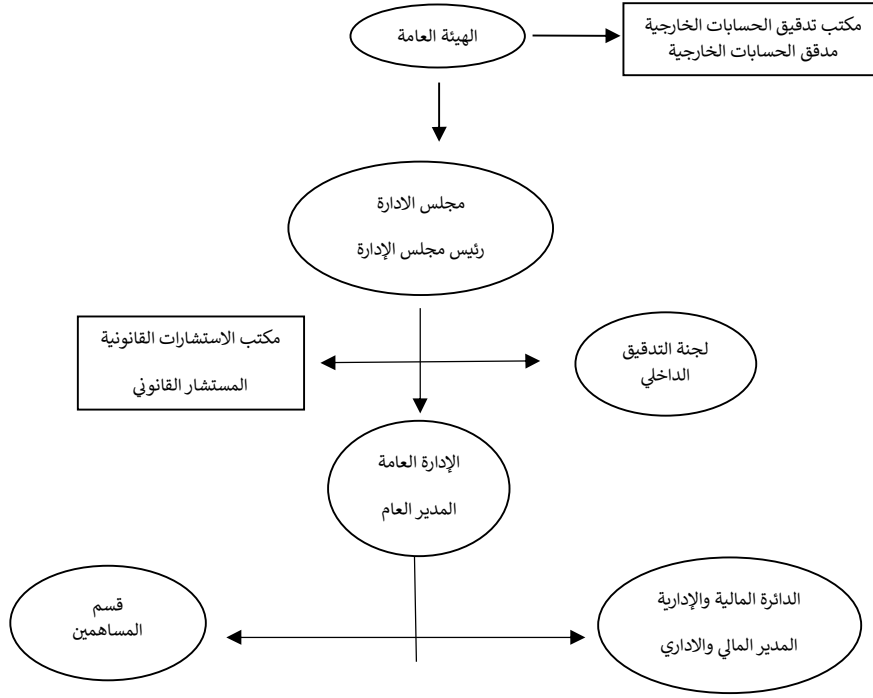 الهيئة العامة
مكتب تدقيق الحسابات الخارجية
مدقق الحسابات الخارجية
مجلس الادارة
رئيس مجلس الإدارة
لجنة التدقيق
الداخلي
مكتب الاستشارات القانونية
المستشار القانوني
الإدارة العامة
المدير العام
الدائرة المالية والإدارية
المدير المالي والاداري
قسم
المساهمين